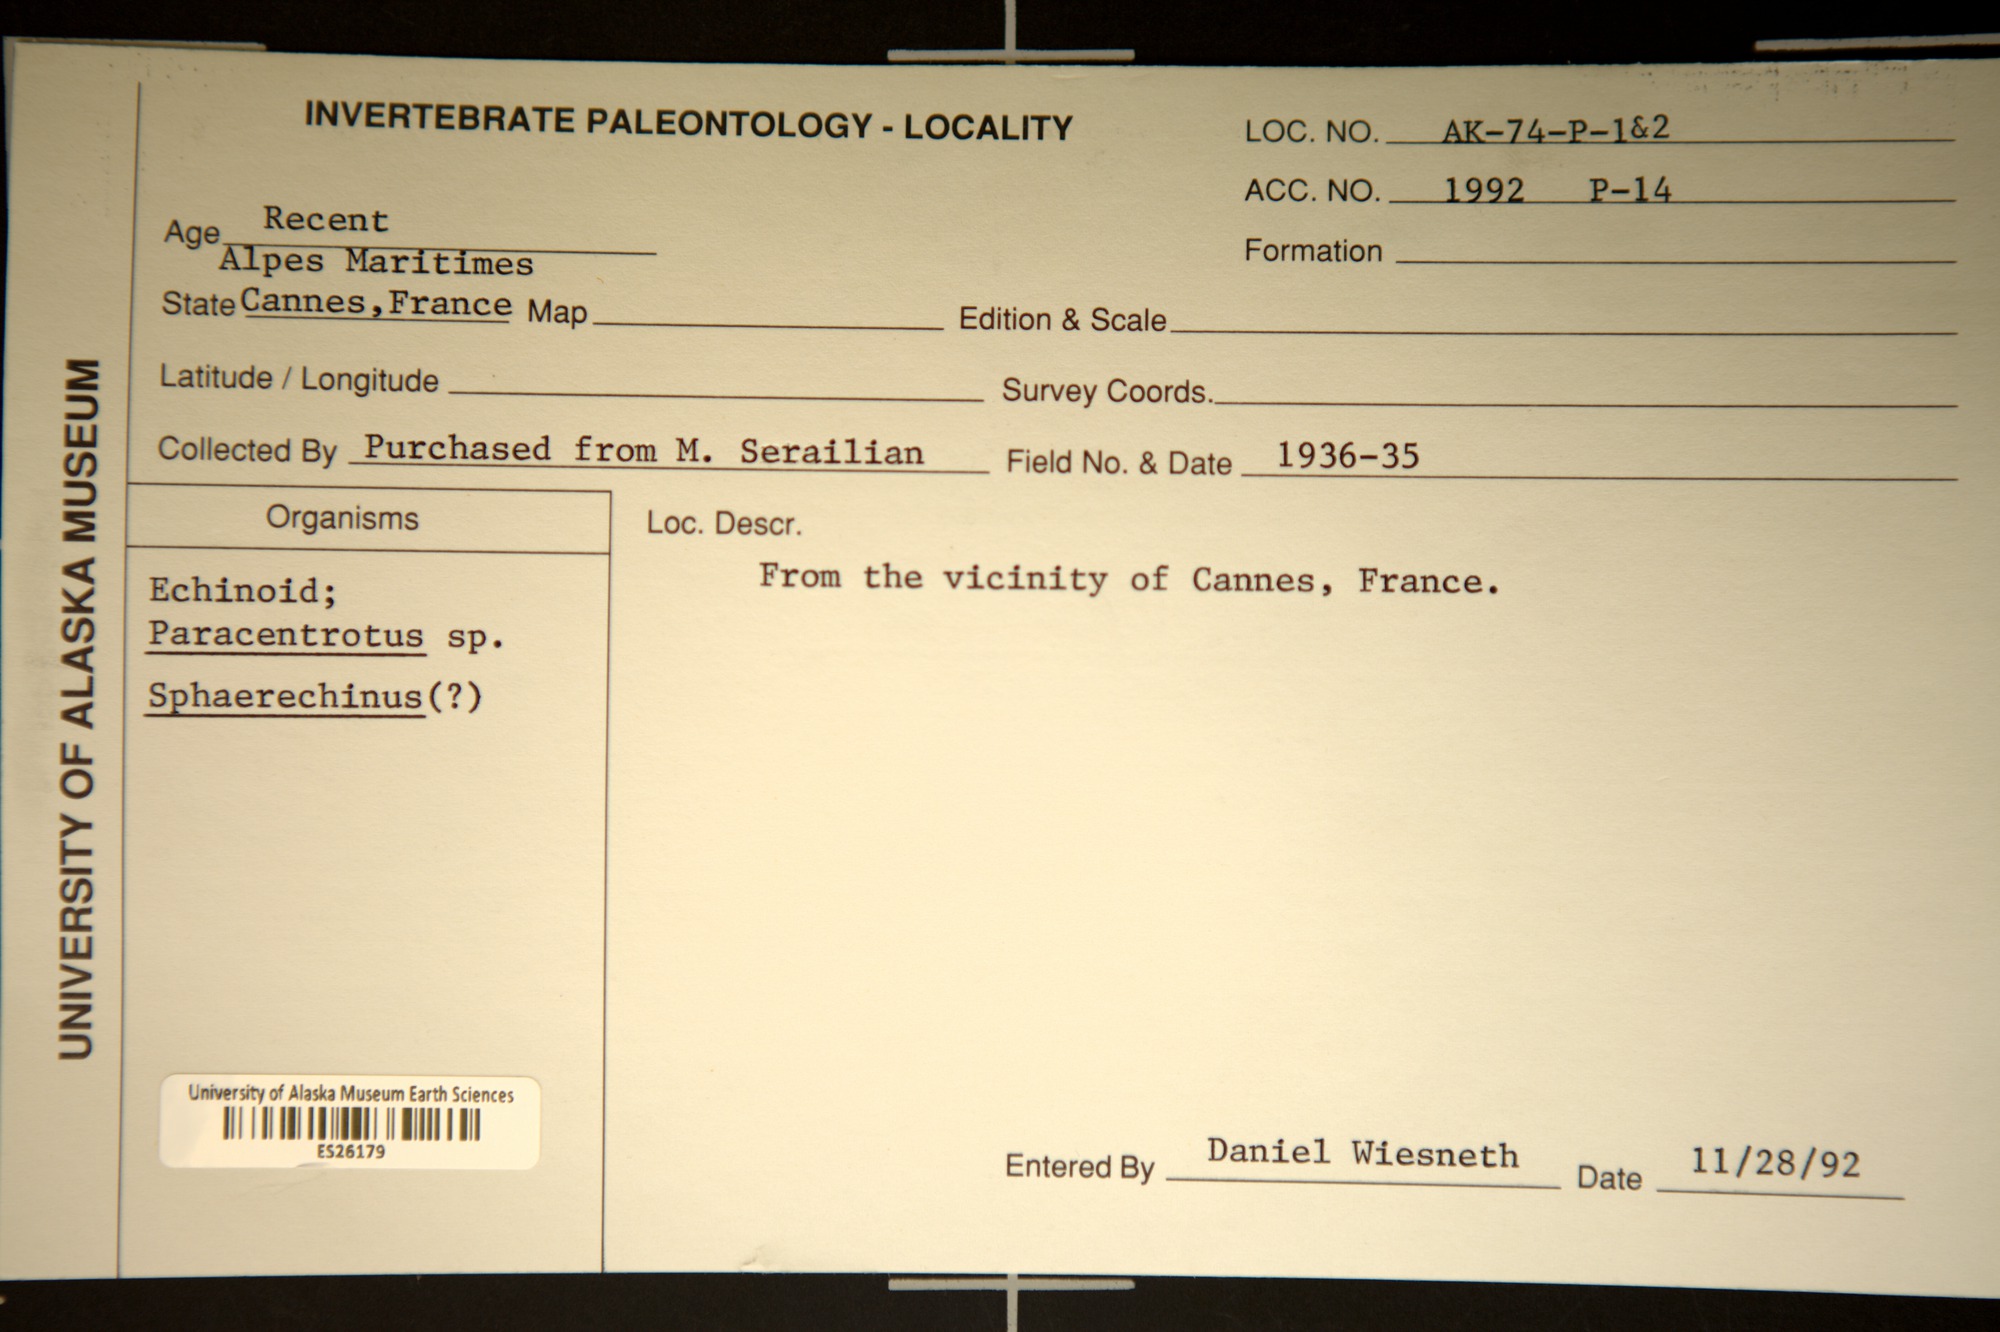 UNIVERSITY OF ALASKA MUSEUM
INVERTEBRATE PALEONTOLOGY - LOCALITY
LOC. NO. AK-74-P-1&2
ACC. NO. 1992 P-14
Age Recent
Formation
Alpes Maritimes
State Cannes,France Map Edition & Scale
Latitude / Longitude Survey Coords.
Collected By Purchased from M. Serailian Field No. & Date 1936-35
Organisms
Echinoid;
Paracentrotus sp.
Sphaerechinus(?)
Loc. Descr.
From the vicinity of Cannes, France.
University of Alaska Museum Earth Sciences
ES26179
Entered By Daniel Wiesneth Date 11/28/92